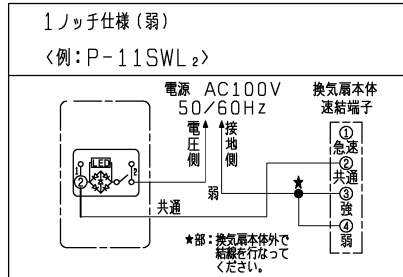 1ノッチ仕様(弱)
〈例:P-11SWL₂〉
電源 AC100V
50/60Hz
換気扇本体
速結端子
電圧側
接地側
①
急速
②
共通
③
強
④
弱
LED
1
2
②
弱
★
共通
★部:換気扇本体外で
結線を行なって
ください。